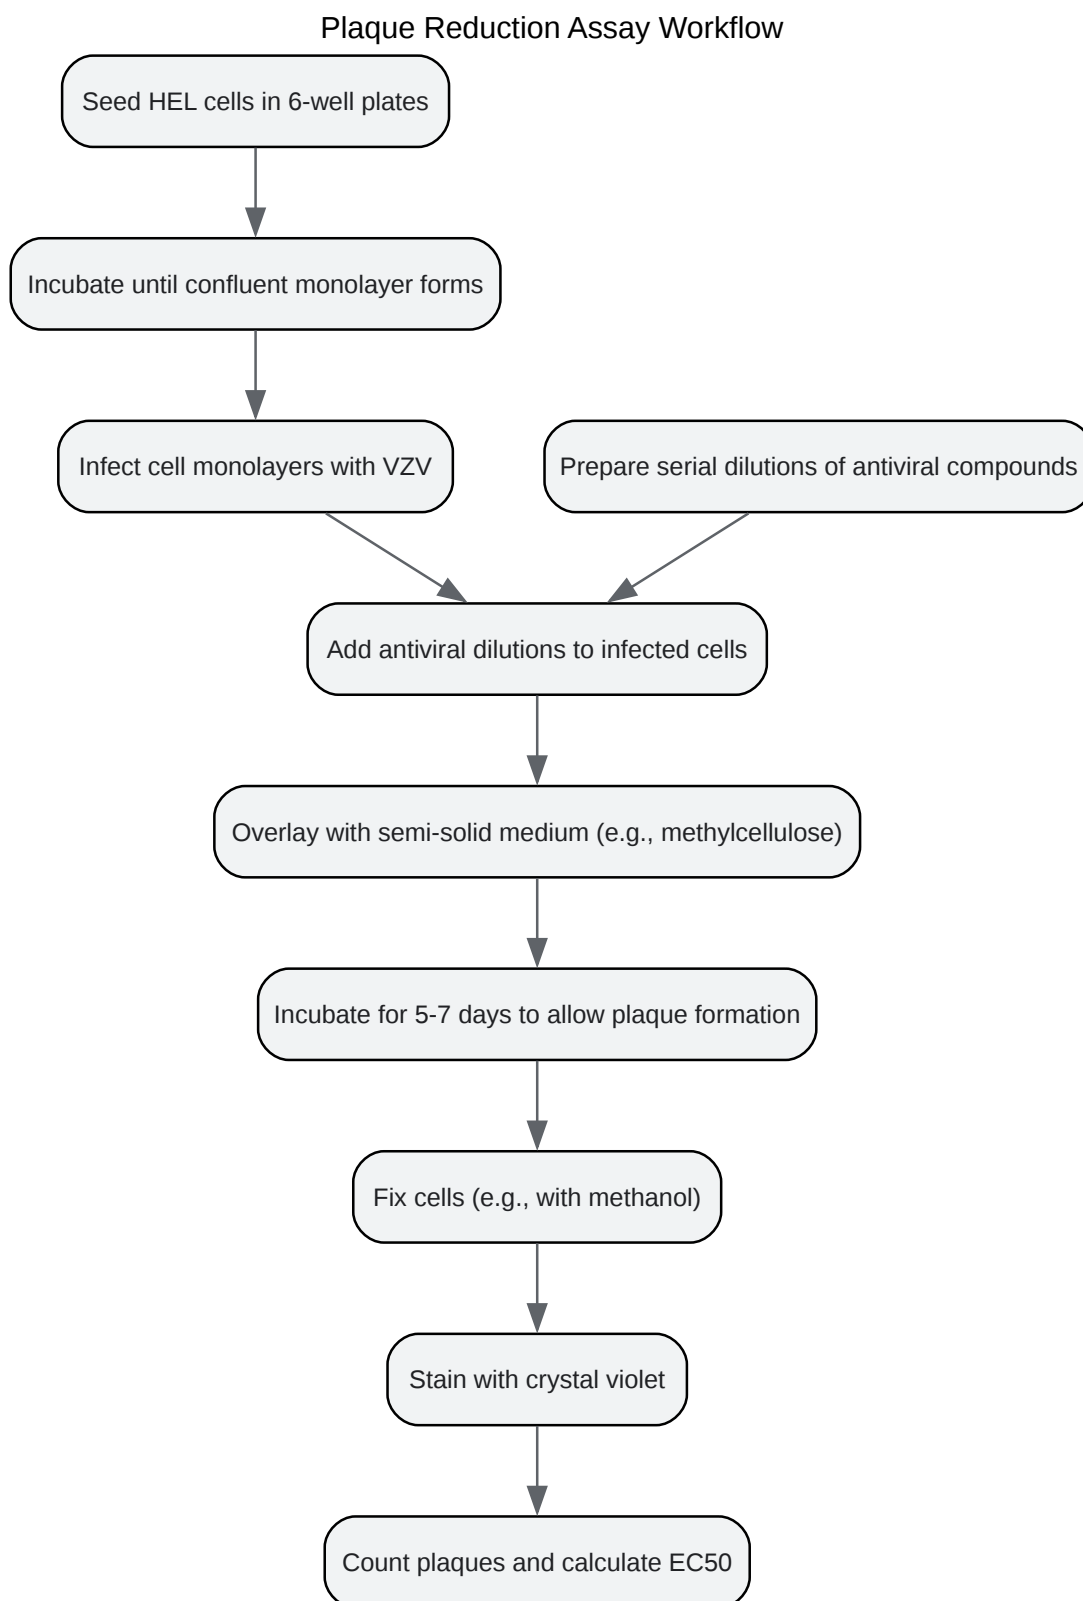 Plaque Reduction Assay Workflow
Seed HEL cells in 6-well plates
Incubate until confluent monolayer forms
Infect cell monolayers with VZV
Prepare serial dilutions of antiviral compounds
Add antiviral dilutions to infected cells
Overlay with semi-solid medium (e.g., methylcellulose)
Incubate for 5-7 days to allow plaque formation
Fix cells (e.g., with methanol)
Stain with crystal violet
Count plaques and calculate EC50